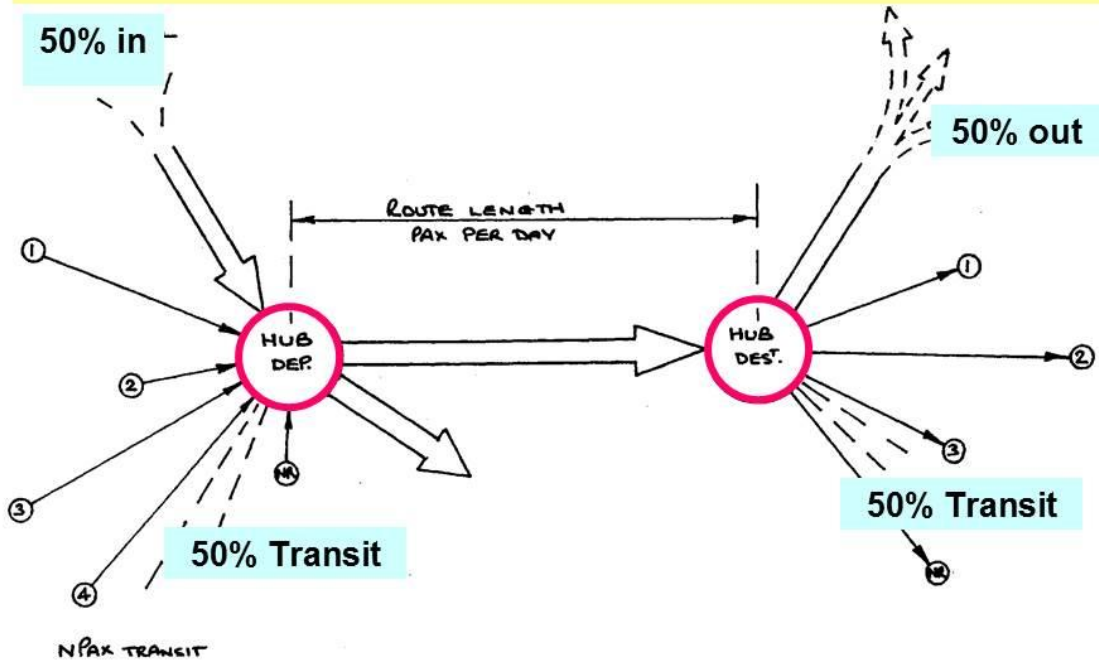 50% in
50% out
ROUTE LENGTH
PAX PER DAY
1
1
HUB
DEP.
HUB
DEST.
2
2
3
3
NR
50% Transit
50% Transit
NR
4
N PAX TRANSIT